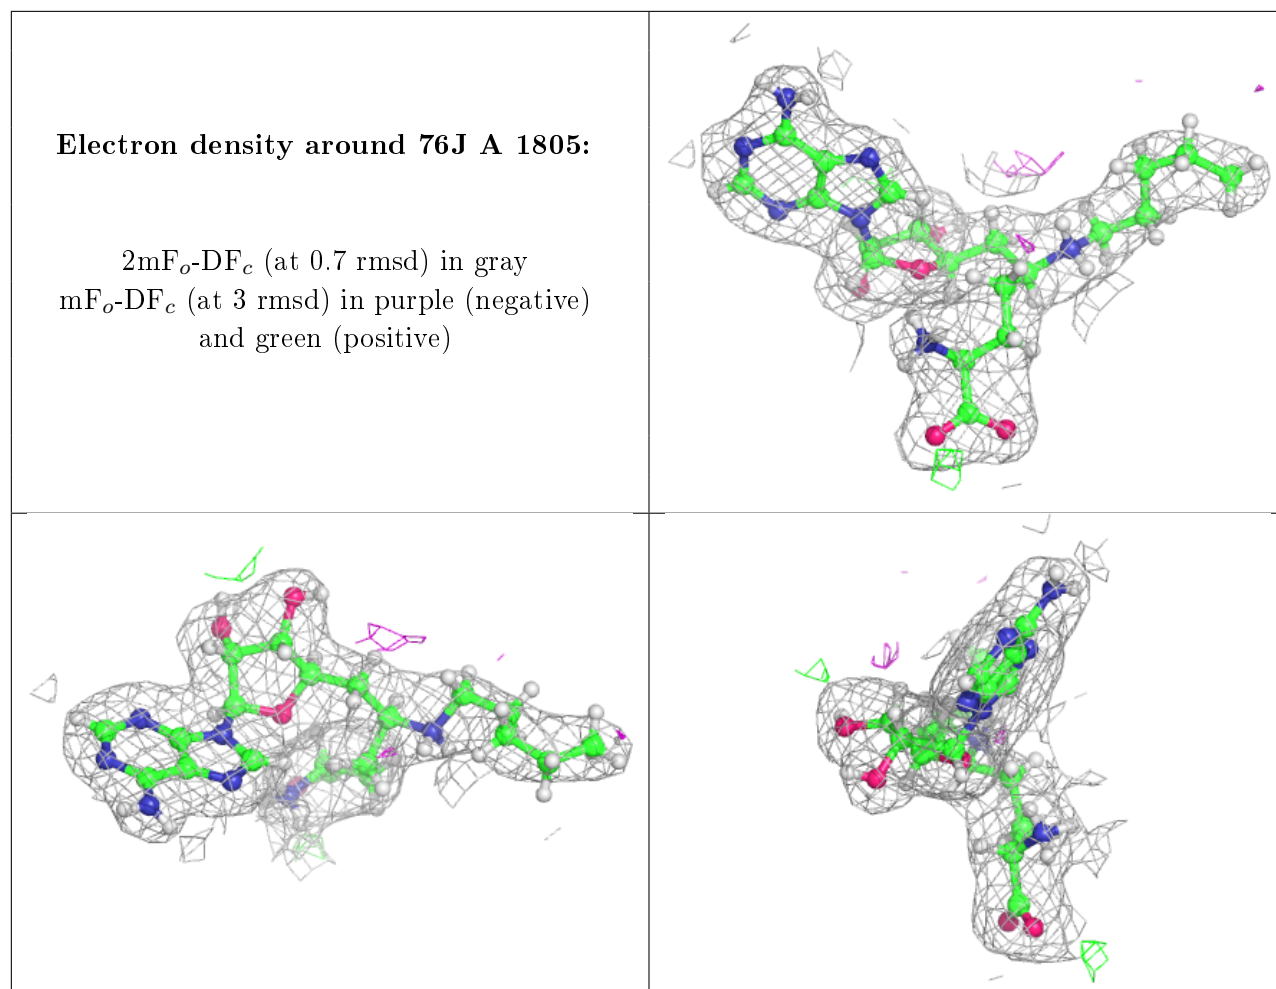 Electron density around 76J A 1805:
2mFₒ-DF𝒸 (at 0.7 rmsd) in gray
mFₒ-DF𝒸 (at 3 rmsd) in purple (negative)
and green (positive)